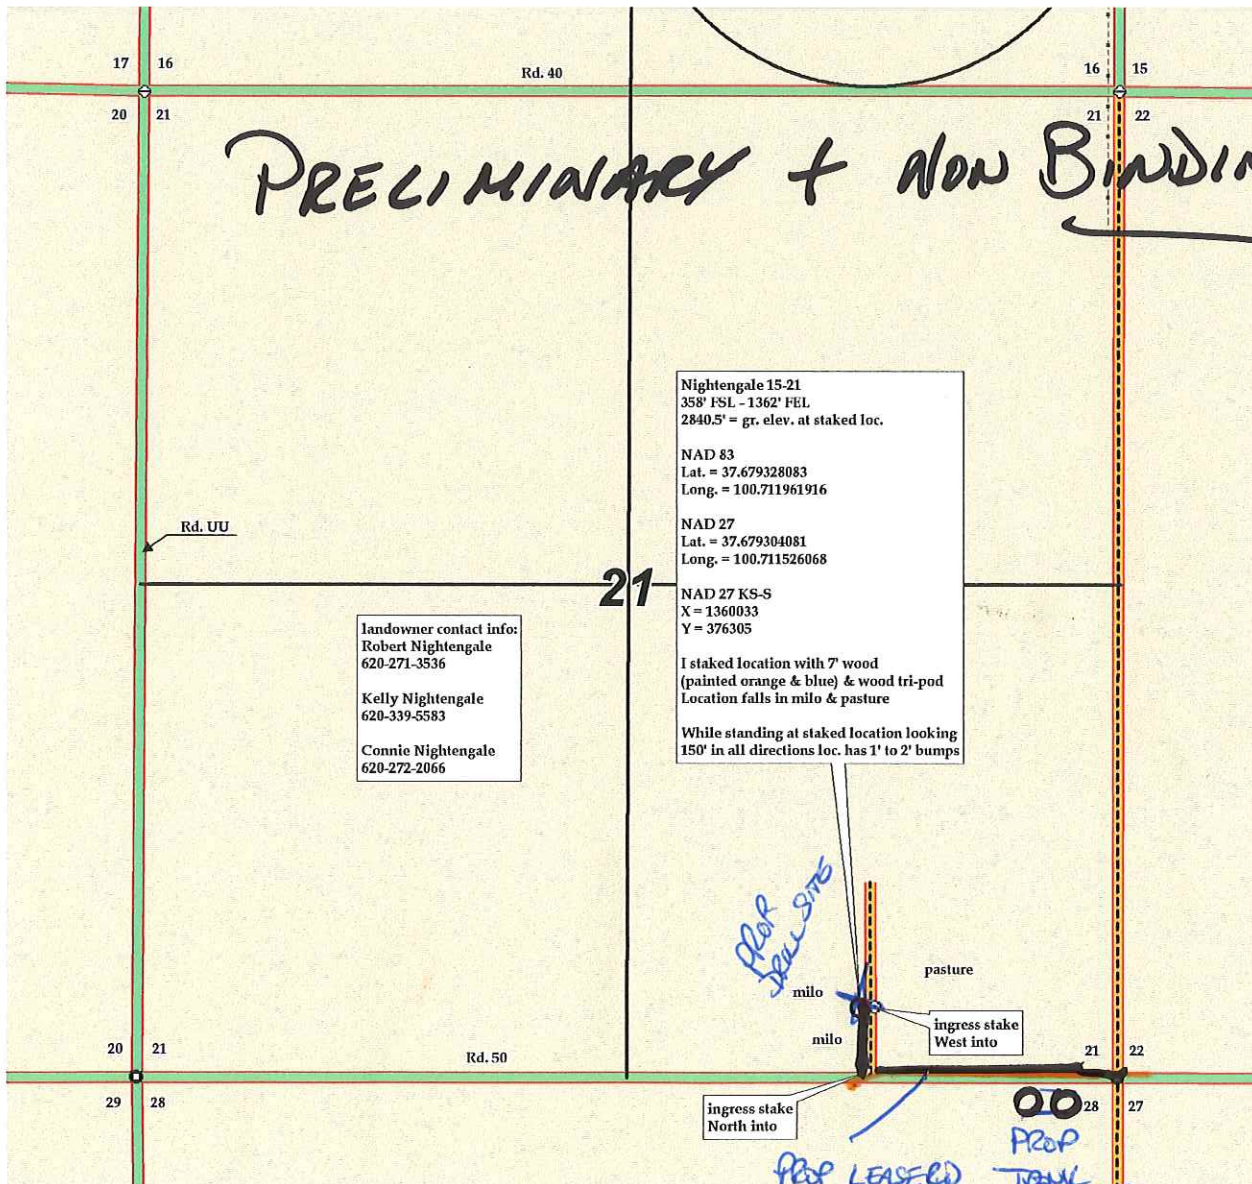 17 16
Rd. 40
16 15
20 21
21 22
PRELIMINARY + NON BINDIN
Nightengale 15-21
358' FSL - 1362' FEL
2840.5' = gr. elev. at staked loc.
NAD 83
Lat. = 37.679328083
Long. = 100.711961916
NAD 27
Lat. = 37.679304081
Long. = 100.711526068
NAD 27 KS-S
X = 1360033
Y = 376305
I staked location with 7' wood
(painted orange & blue) & wood tri-pod
Location falls in milo & pasture
While standing at staked location looking
150' in all directions loc. has 1' to 2' bumps
Rd. UU
21
landowner contact info:
Robert Nightengale
620-271-3536
Kelly Nightengale
620-339-5583
Connie Nightengale
620-272-2066
PROP
DRILL SITE
pasture
milo
milo
ingress stake
West into
20 21
Rd. 50
21 22
29 28
28 27
ingress stake
North into
PROP LEASE RD
PROP
TANK